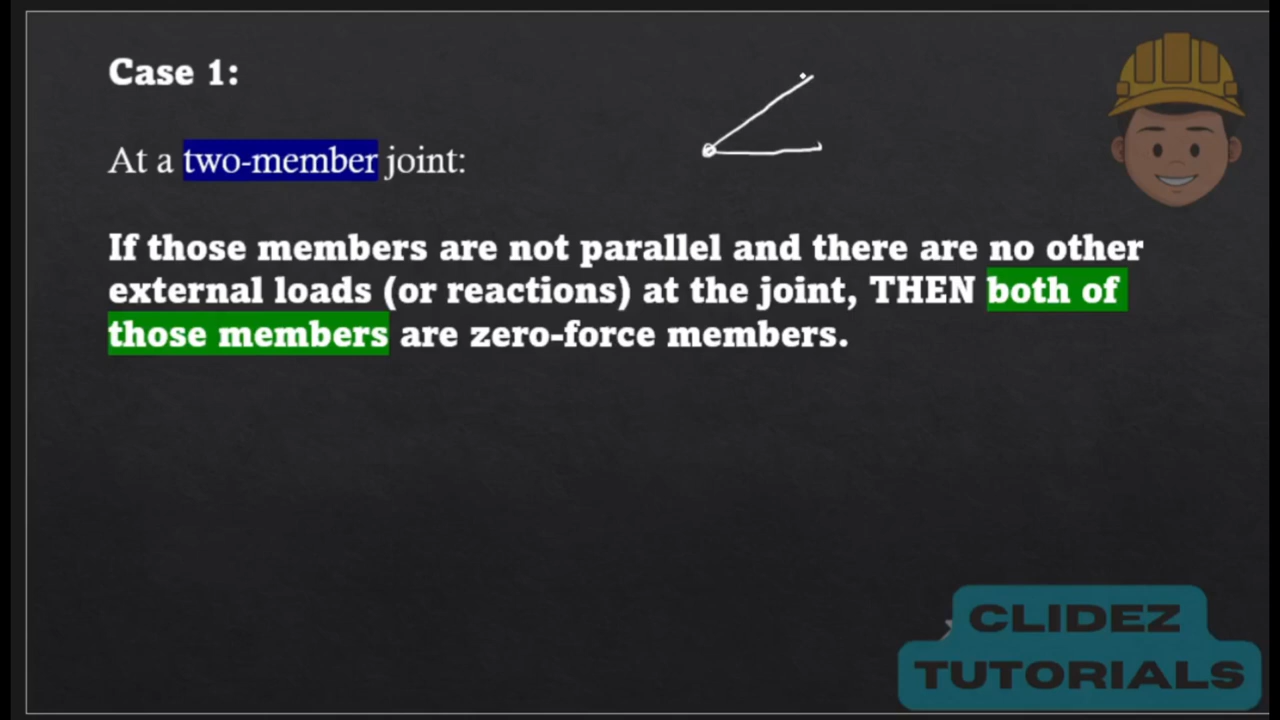 Case 1:
At a two-member joint:
If those members are not parallel and there are no other
external loads (or reactions) at the joint, THEN both of
those members are zero-force members.
CLIDEZ
TUTORIALS